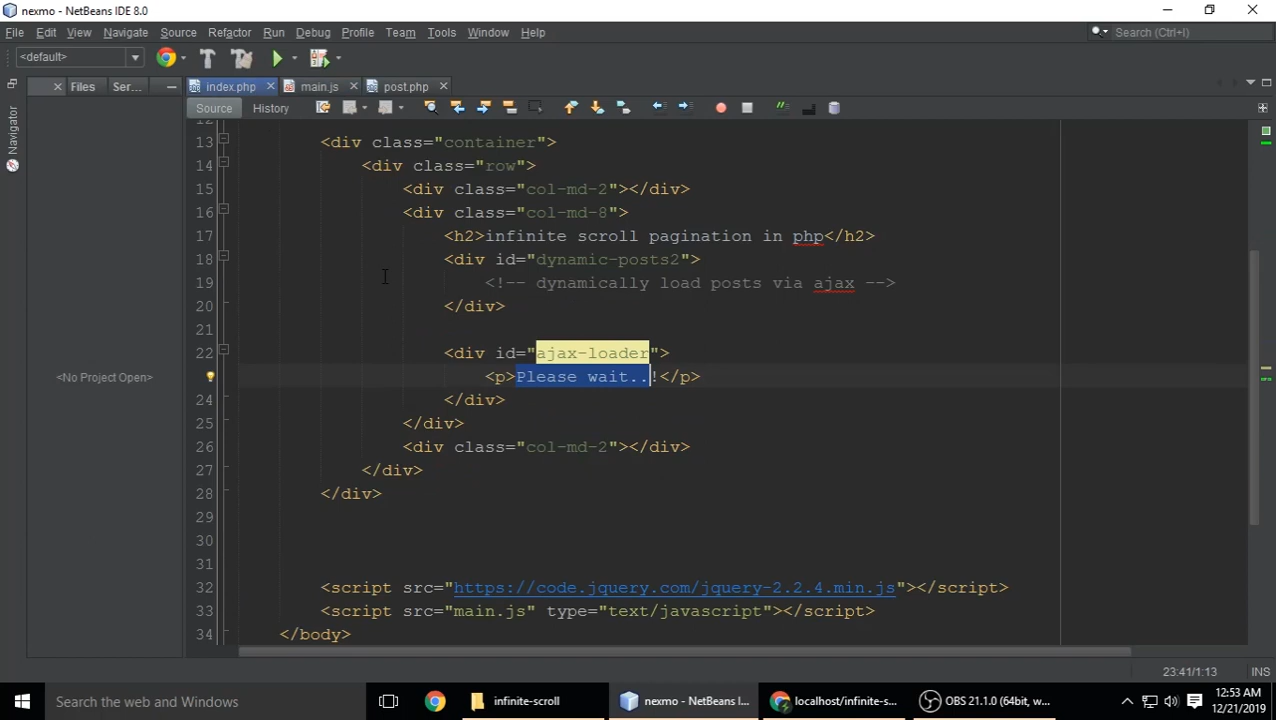 nexmo - NetBeans IDE 8.0
File Edit View Navigate Source Refactor Run Debug Profile Team Tools Window Help
Search (Ctrl+I)
<default>
Files
Ser...
index.php
main.js
post.php
Source
History
Navigator
<No Project Open>
12
13 <div class="container">
14 <div class="row">
15 <div class="col-md-2"></div>
16 <div class="col-md-8">
17 <h2>infinite scroll pagination in php</h2>
18 <div id="dynamic-posts2">
19 <!-- dynamically load posts via ajax -->
20 </div>
21
22 <div id="ajax-loader">
<p>Please wait..!</p>
24 </div>
25 </div>
26 <div class="col-md-2"></div>
27 </div>
28 </div>
29
30
31
32 <script src="https://code.jquery.com/jquery-2.2.4.min.js"></script>
33 <script src="main.js" type="text/javascript"></script>
34 </body>
23:41/1:13
INS
Search the web and Windows
infinite-scroll
nexmo - NetBeans I...
localhost/infinite-s...
OBS 21.1.0 (64bit, w...
12:53 AM
12/21/2019